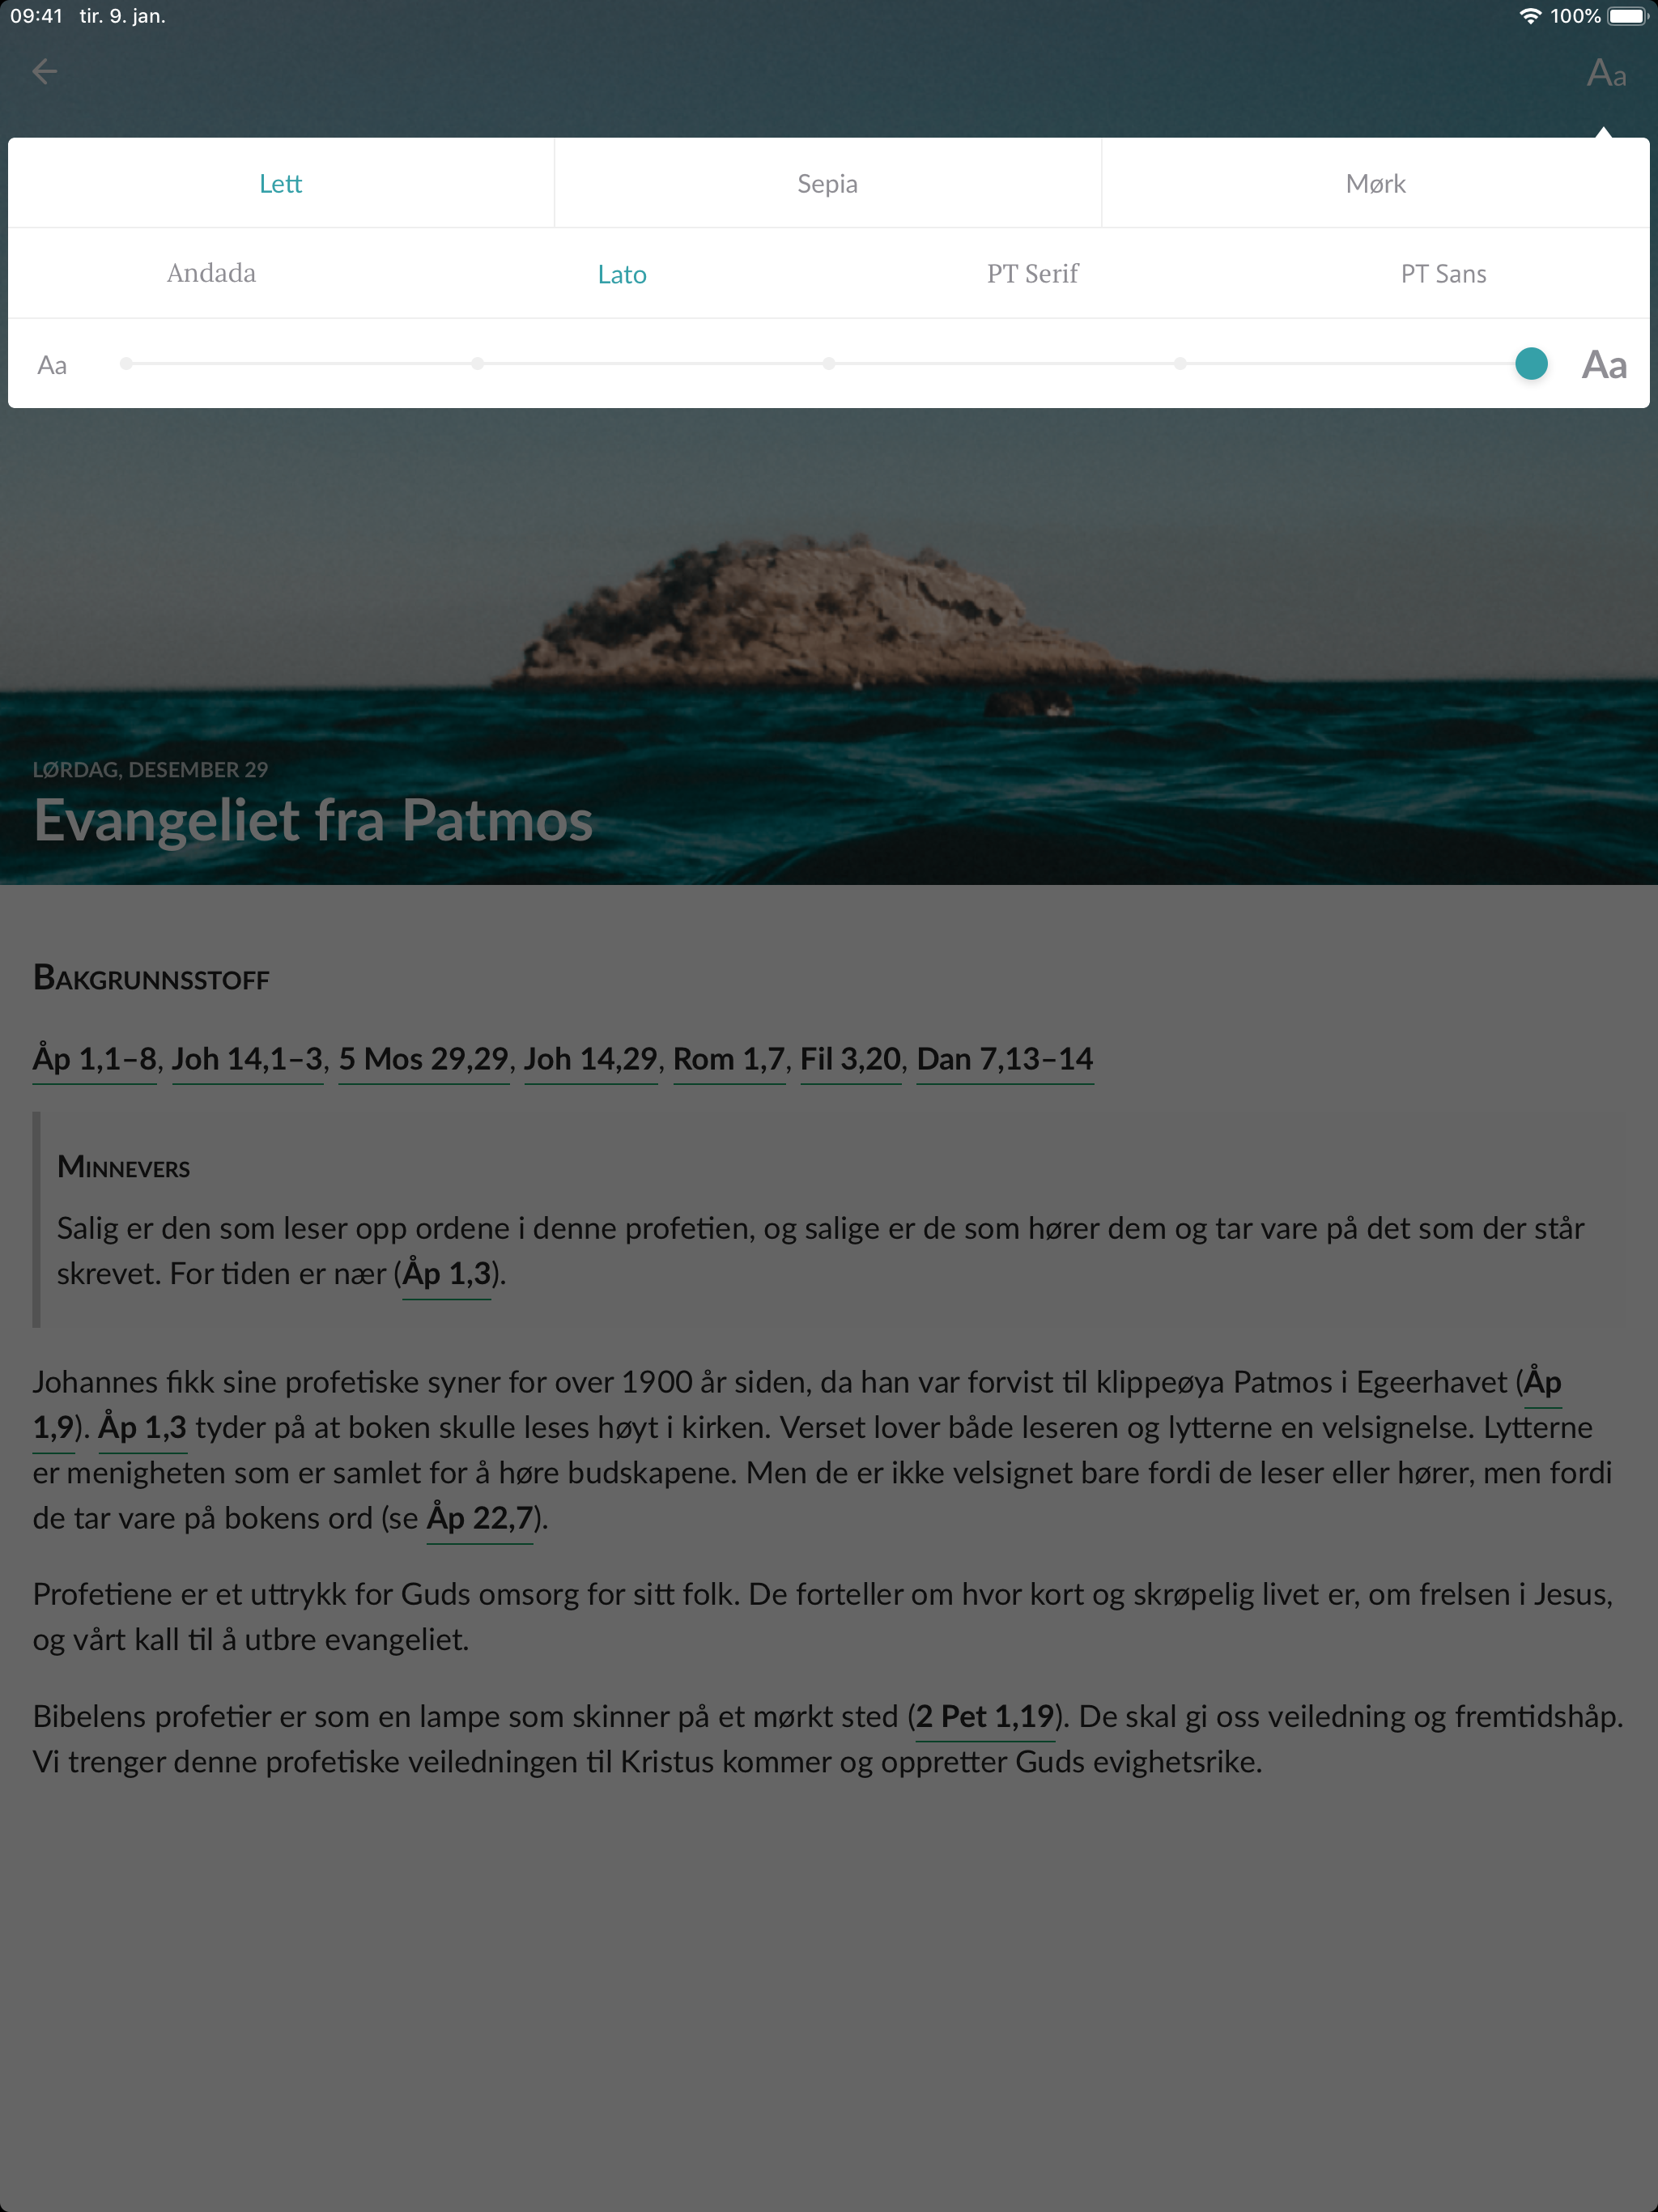 09:41 tir. 9. jan. 100%
Aa
Lett Sepia Mørk
Andada Lato PT Serif PT Sans
Aa Aa
LØRDAG, DESEMBER 29
Evangeliet fra Patmos
BAKGRUNNSSTOFF
Åp 1,1–8, Joh 14,1–3, 5 Mos 29,29, Joh 14,29, Rom 1,7, Fil 3,20, Dan 7,13–14
MINNEVERS
Salig er den som leser opp ordene i denne profetien, og salige er de som hører dem og tar vare på det som der står
skrevet. For tiden er nær (Åp 1,3).
Johannes fikk sine profetiske syner for over 1900 år siden, da han var forvist til klippeøya Patmos i Egeerhavet (Åp
1,9). Åp 1,3 tyder på at boken skulle leses høyt i kirken. Verset lover både leseren og lytterne en velsignelse. Lytterne
er menigheten som er samlet for å høre budskapene. Men de er ikke velsignet bare fordi de leser eller hører, men fordi
de tar vare på bokens ord (se Åp 22,7).
Profetiene er et uttrykk for Guds omsorg for sitt folk. De forteller om hvor kort og skrøpelig livet er, om frelsen i Jesus,
og vårt kall til å utbre evangeliet.
Bibelens profetier er som en lampe som skinner på et mørkt sted (2 Pet 1,19). De skal gi oss veiledning og fremtidshåp.
Vi trenger denne profetiske veiledningen til Kristus kommer og oppretter Guds evighetsrike.